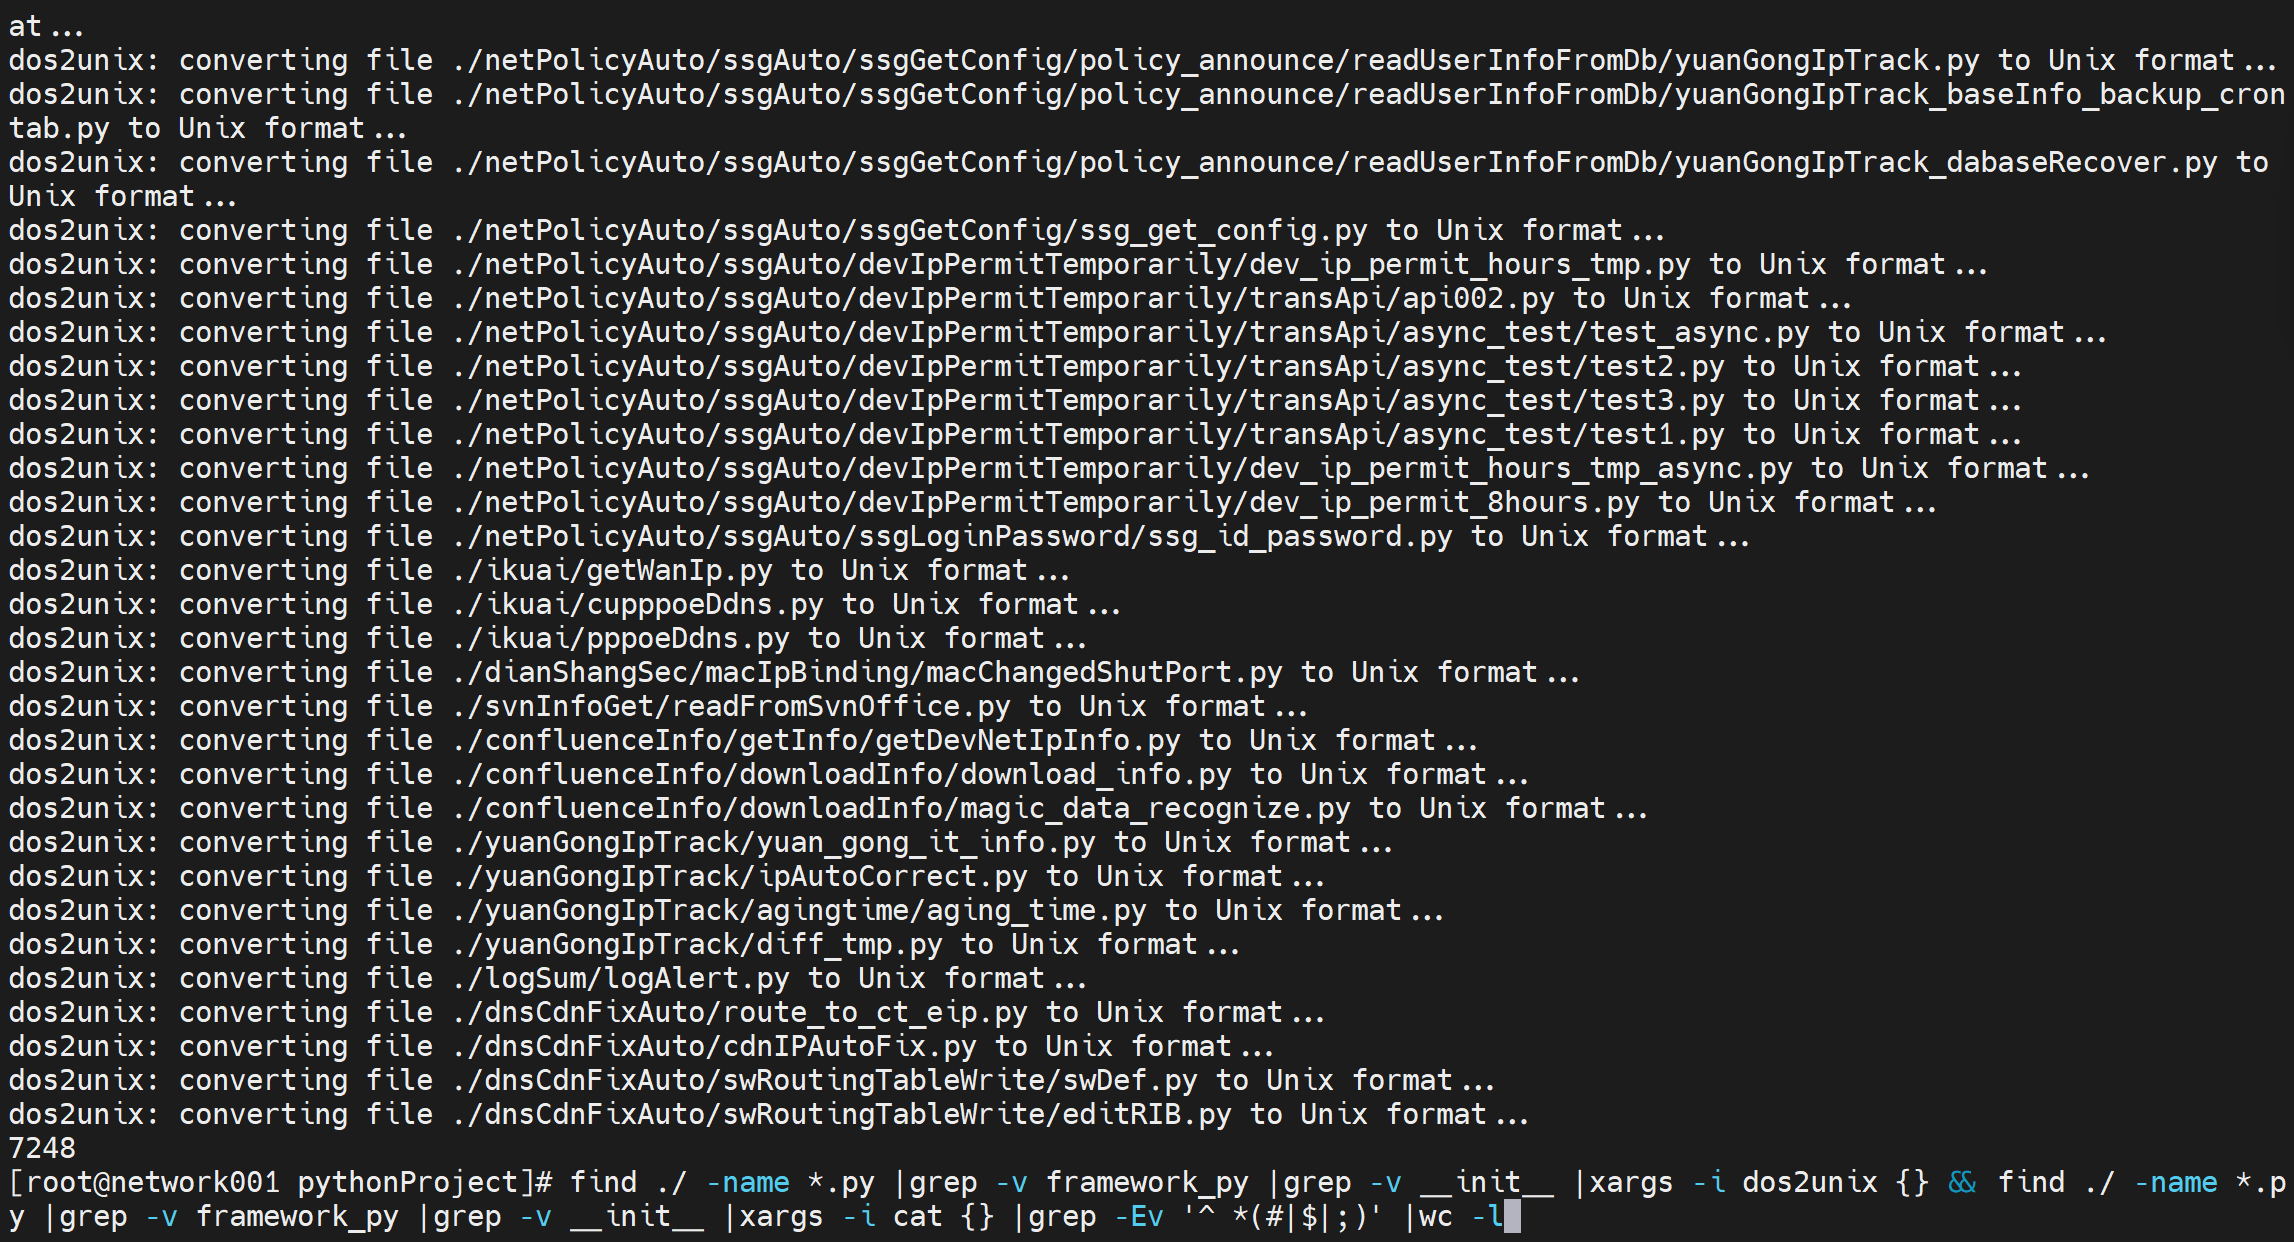 at...
dos2unix: converting file ./netPolicyAuto/ssgAuto/ssgGetConfig/policy_announce/readUserInfoFromDb/yuanGongIpTrack.py to Unix format...
dos2unix: converting file ./netPolicyAuto/ssgAuto/ssgGetConfig/policy_announce/readUserInfoFromDb/yuanGongIpTrack_baseInfo_backup_cron
tab.py to Unix format...
dos2unix: converting file ./netPolicyAuto/ssgAuto/ssgGetConfig/policy_announce/readUserInfoFromDb/yuanGongIpTrack_dabaseRecover.py to
Unix format...
dos2unix: converting file ./netPolicyAuto/ssgAuto/ssgGetConfig/ssg_get_config.py to Unix format...
dos2unix: converting file ./netPolicyAuto/ssgAuto/devIpPermitTemporarily/dev_ip_permit_hours_tmp.py to Unix format...
dos2unix: converting file ./netPolicyAuto/ssgAuto/devIpPermitTemporarily/transApi/api002.py to Unix format...
dos2unix: converting file ./netPolicyAuto/ssgAuto/devIpPermitTemporarily/transApi/async_test/test_async.py to Unix format...
dos2unix: converting file ./netPolicyAuto/ssgAuto/devIpPermitTemporarily/transApi/async_test/test2.py to Unix format...
dos2unix: converting file ./netPolicyAuto/ssgAuto/devIpPermitTemporarily/transApi/async_test/test3.py to Unix format...
dos2unix: converting file ./netPolicyAuto/ssgAuto/devIpPermitTemporarily/transApi/async_test/test1.py to Unix format...
dos2unix: converting file ./netPolicyAuto/ssgAuto/devIpPermitTemporarily/dev_ip_permit_hours_tmp_async.py to Unix format...
dos2unix: converting file ./netPolicyAuto/ssgAuto/devIpPermitTemporarily/dev_ip_permit_8hours.py to Unix format...
dos2unix: converting file ./netPolicyAuto/ssgAuto/ssgLoginPassword/ssg_id_password.py to Unix format...
dos2unix: converting file ./ikuai/getWanIp.py to Unix format...
dos2unix: converting file ./ikuai/cupppoeDdns.py to Unix format...
dos2unix: converting file ./ikuai/pppoeDdns.py to Unix format...
dos2unix: converting file ./dianShangSec/macIpBinding/macChangedShutPort.py to Unix format...
dos2unix: converting file ./svnInfoGet/readFromSvnOffice.py to Unix format...
dos2unix: converting file ./confluenceInfo/getInfo/getDevNetIpInfo.py to Unix format...
dos2unix: converting file ./confluenceInfo/downloadInfo/download_info.py to Unix format...
dos2unix: converting file ./confluenceInfo/downloadInfo/magic_data_recognize.py to Unix format...
dos2unix: converting file ./yuanGongIpTrack/yuan_gong_it_info.py to Unix format...
dos2unix: converting file ./yuanGongIpTrack/ipAutoCorrect.py to Unix format...
dos2unix: converting file ./yuanGongIpTrack/agingtime/aging_time.py to Unix format...
dos2unix: converting file ./yuanGongIpTrack/diff_tmp.py to Unix format...
dos2unix: converting file ./logSum/logAlert.py to Unix format...
dos2unix: converting file ./dnsCdnFixAuto/route_to_ct_eip.py to Unix format...
dos2unix: converting file ./dnsCdnFixAuto/cdnIPAutoFix.py to Unix format...
dos2unix: converting file ./dnsCdnFixAuto/swRoutingTableWrite/swDef.py to Unix format...
dos2unix: converting file ./dnsCdnFixAuto/swRoutingTableWrite/editRIB.py to Unix format...
7248
[root@network001 pythonProject]# find ./ -name *.py |grep -v framework_py |grep -v __init__ |xargs -i dos2unix {} && find ./ -name *.p
y |grep -v framework_py |grep -v __init__ |xargs -i cat {} |grep -Ev '^ *(#|$|;)' |wc -l